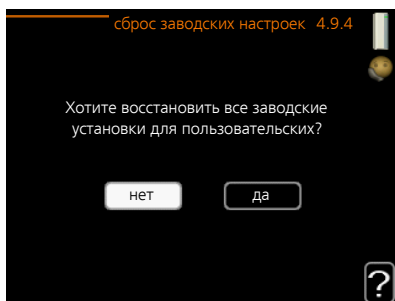 сброс заводских настроек 4.9.4
Хотите восстановить все заводские
установки для пользовательских?
нет да
?